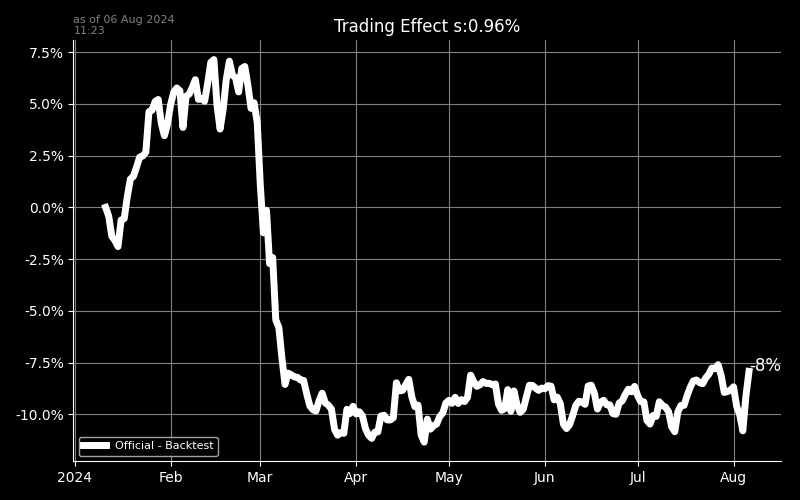 as of 06 Aug 2024
11:23
Trading Effect s:0.96%
7.5%
5.0%
2.5%
0.0%
-2.5%
-5.0%
-7.5%
-10.0%
-8%
Official - Backtest
2024 Feb Mar Apr May Jun Jul Aug